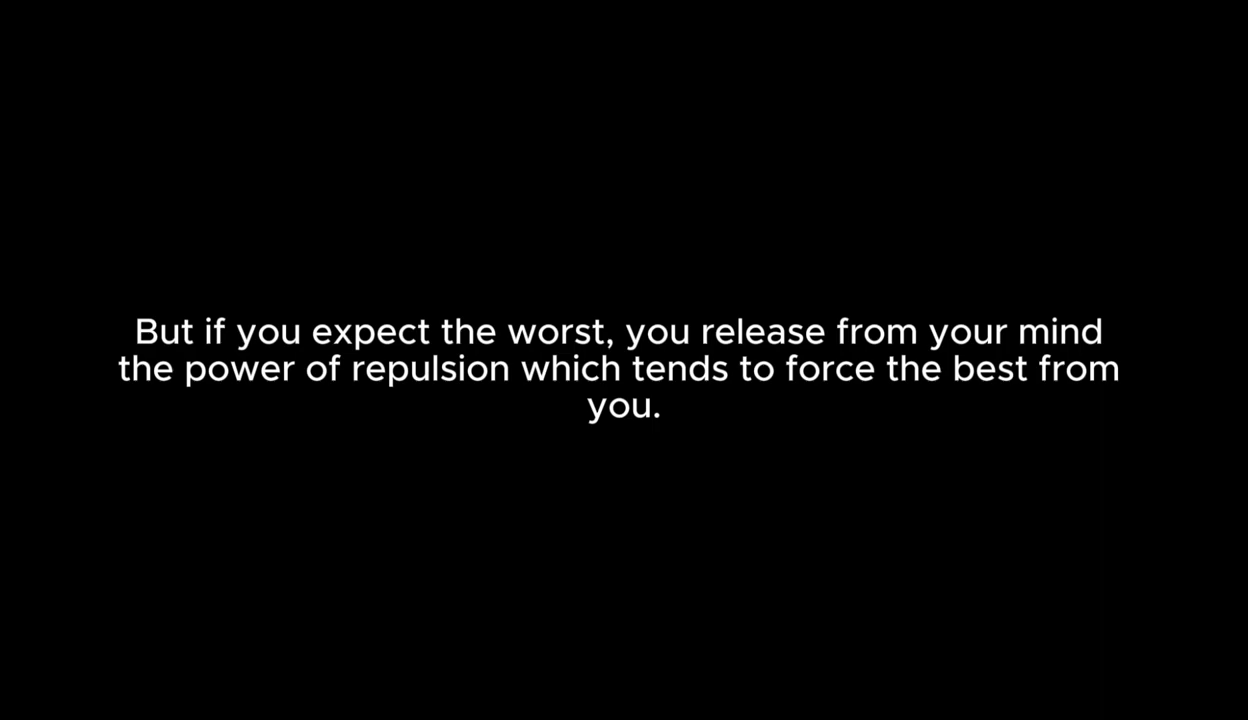 But if you expect the worst, you release from your mind
the power of repulsion which tends to force the best from
you.